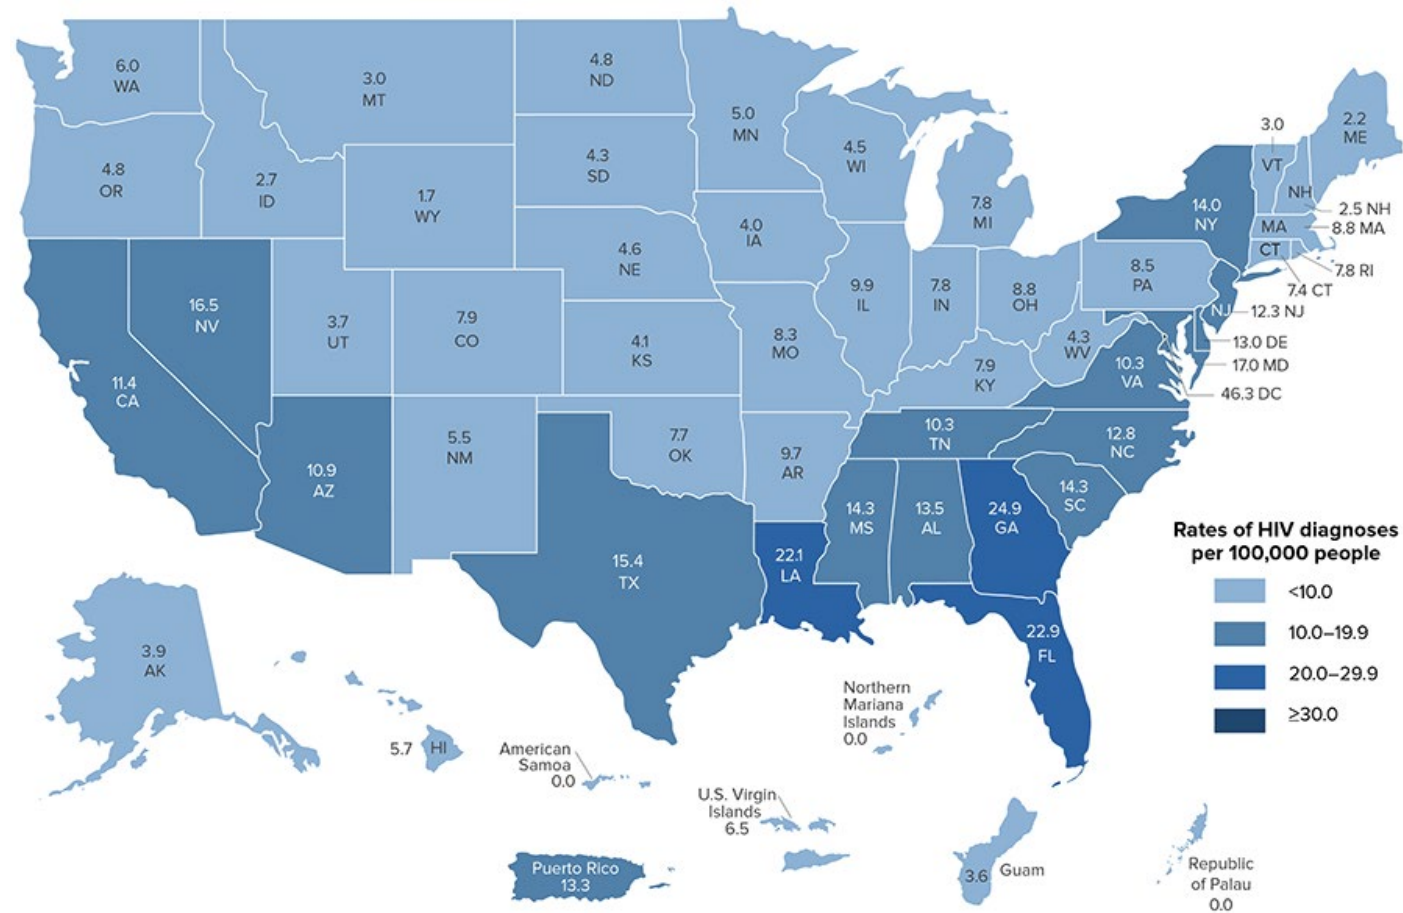 6.0
WA
3.0
MT
4.8
ND
5.0
MN
4.5
WI
7.8
MI
3.0
VT
2.2
ME
4.8
OR
2.7
ID
1.7
WY
4.3
SD
4.0
IA
14.0
NY
NH
2.5 NH
MA
8.8 MA
CT
7.8 RI
7.4 CT
16.5
NV
3.7
UT
7.9
CO
4.6
NE
4.1
KS
8.3
MO
9.9
IL
7.8
IN
8.8
OH
8.5
PA
NJ
12.3 NJ
13.0 DE
17.0 MD
46.3 DC
4.3
WV
10.3
VA
7.9
KY
11.4
CA
10.9
AZ
5.5
NM
7.7
OK
9.7
AR
10.3
TN
12.8
NC
14.3
SC
15.4
TX
22.1
LA
14.3
MS
13.5
AL
24.9
GA
22.9
FL
Rates of HIV diagnoses
per 100,000 people
<10.0
10.0–19.9
20.0–29.9
≥30.0
3.9
AK
5.7
HI
American
Samoa
0.0
Northern
Mariana
Islands
0.0
U.S. Virgin
Islands
6.5
Puerto Rico
13.3
3.6
Guam
Republic
of Palau
0.0